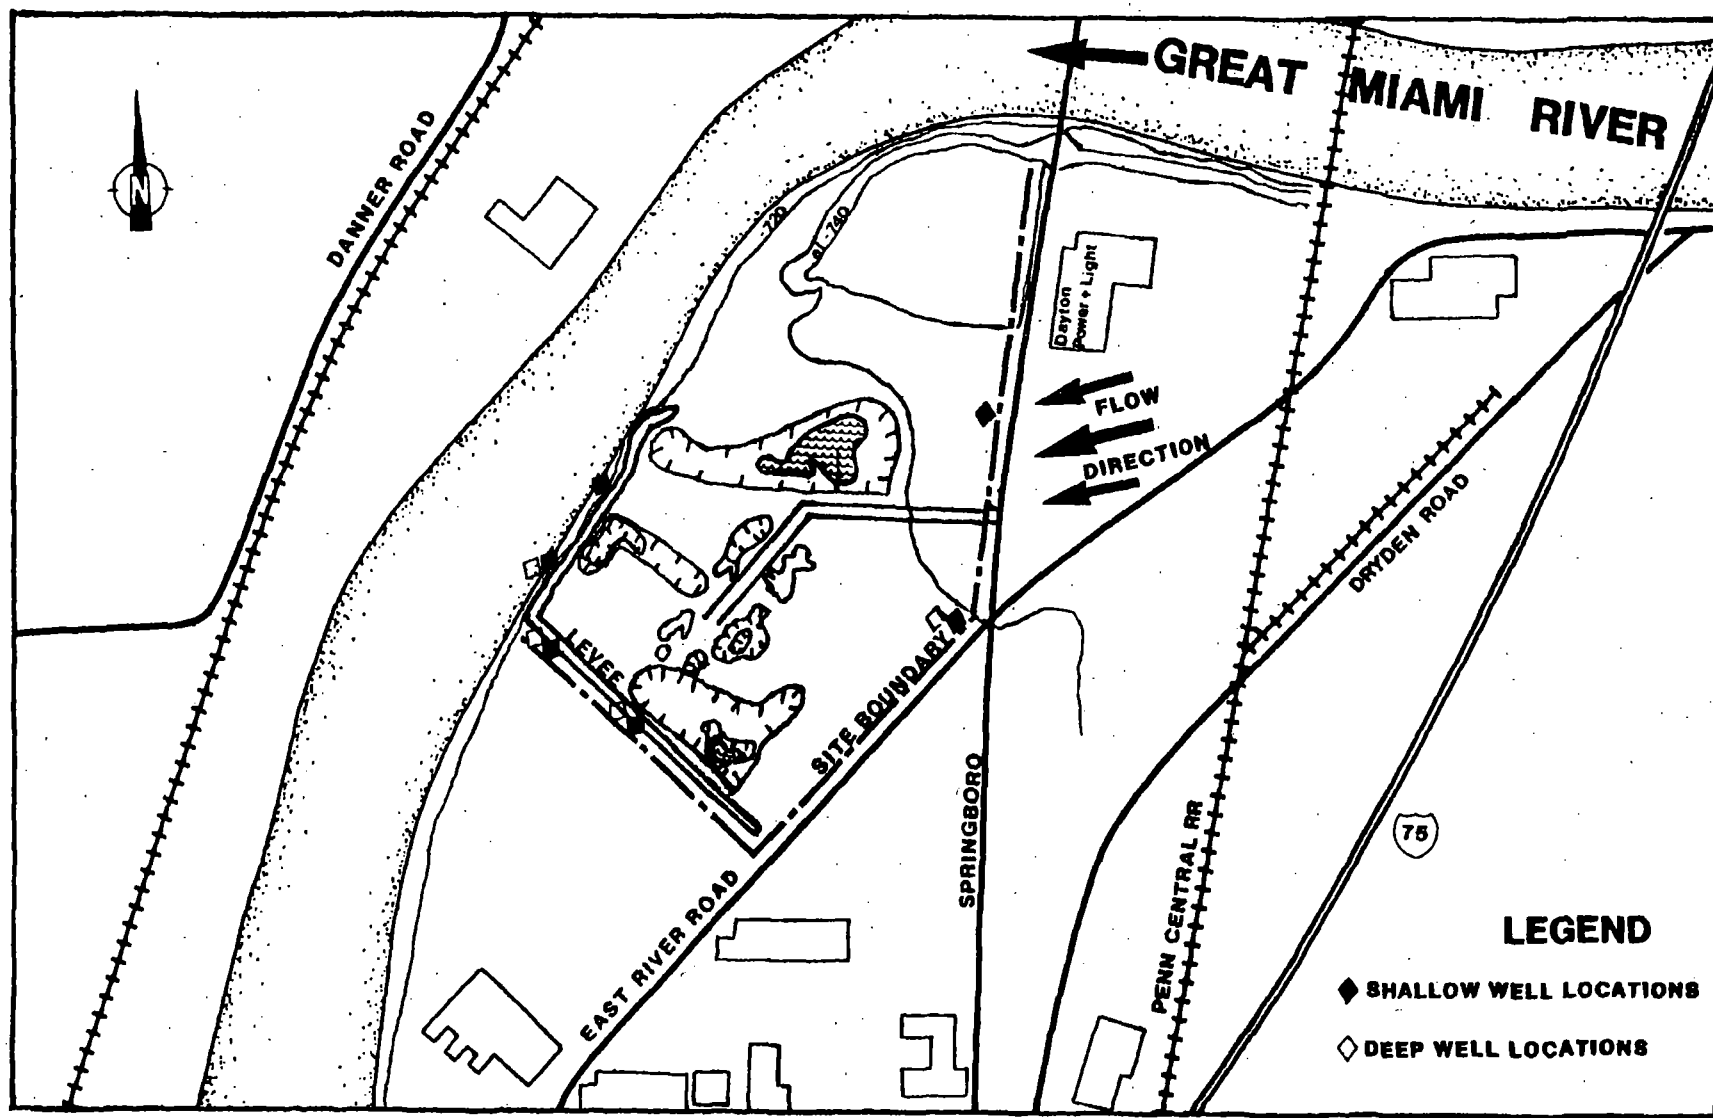 GREAT MIAMI RIVER
DANNER ROAD
N
720
el. 740
Dayton
Power + Light
FLOW
DIRECTION
DRYDEN ROAD
LEVEE
SITE BOUNDARY
SPRINGBORO
EAST RIVER ROAD
PENN CENTRAL RR
75
LEGEND
SHALLOW WELL LOCATIONS
DEEP WELL LOCATIONS